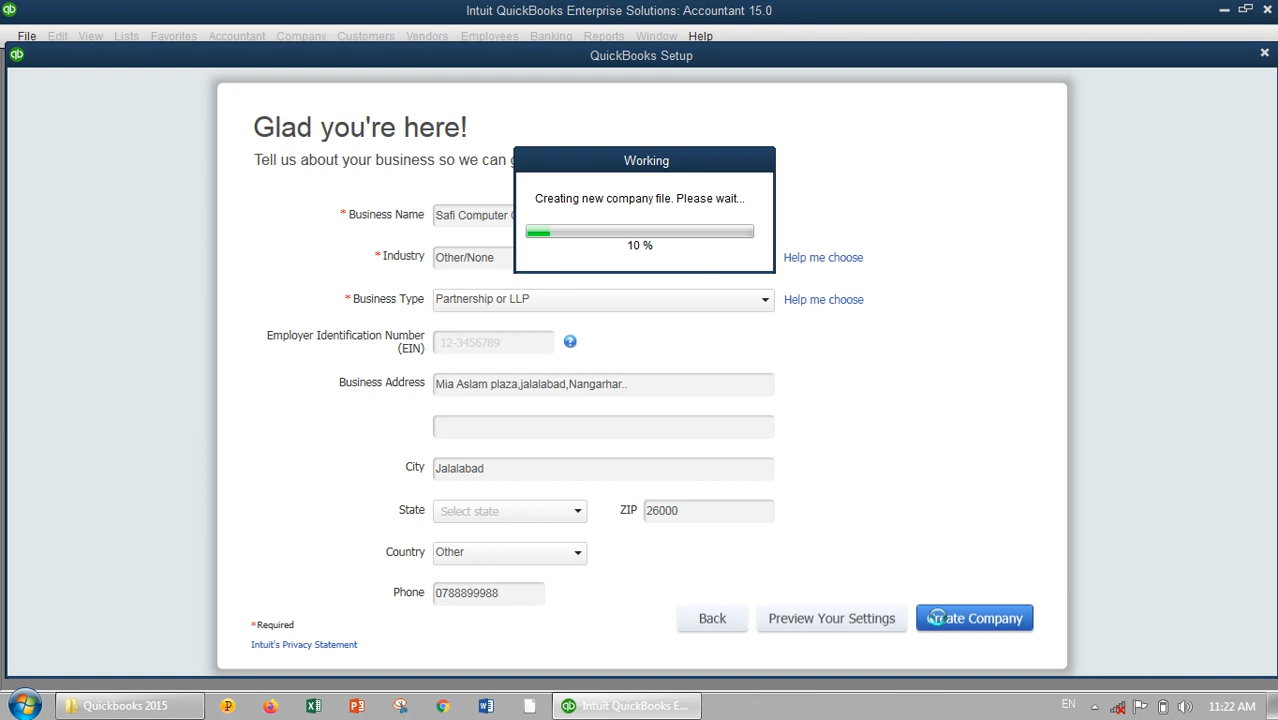 Intuit QuickBooks Enterprise Solutions: Accountant 15.0
File Edit View Lists Favorites Accountant Company Customers Vendors Employees Banking Reports Window Help
QuickBooks Setup
Glad you're here!
Tell us about your business so we can
Working
Creating new company file. Please wait...
10 %
* Business Name Safi Computer
* Industry Other/None Help me choose
* Business Type Partnership or LLP Help me choose
Employer Identification Number
(EIN) 12-3456789
Business Address Mia Aslam plaza,jalalabad,Nangarhar..
City Jalalabad
State Select state ZIP 26000
Country Other
Phone 0788899988
Back Preview Your Settings Create Company
*Required
Intuit's Privacy Statement
Quickbooks 2015 Intuit QuickBooks E... EN 11:22 AM